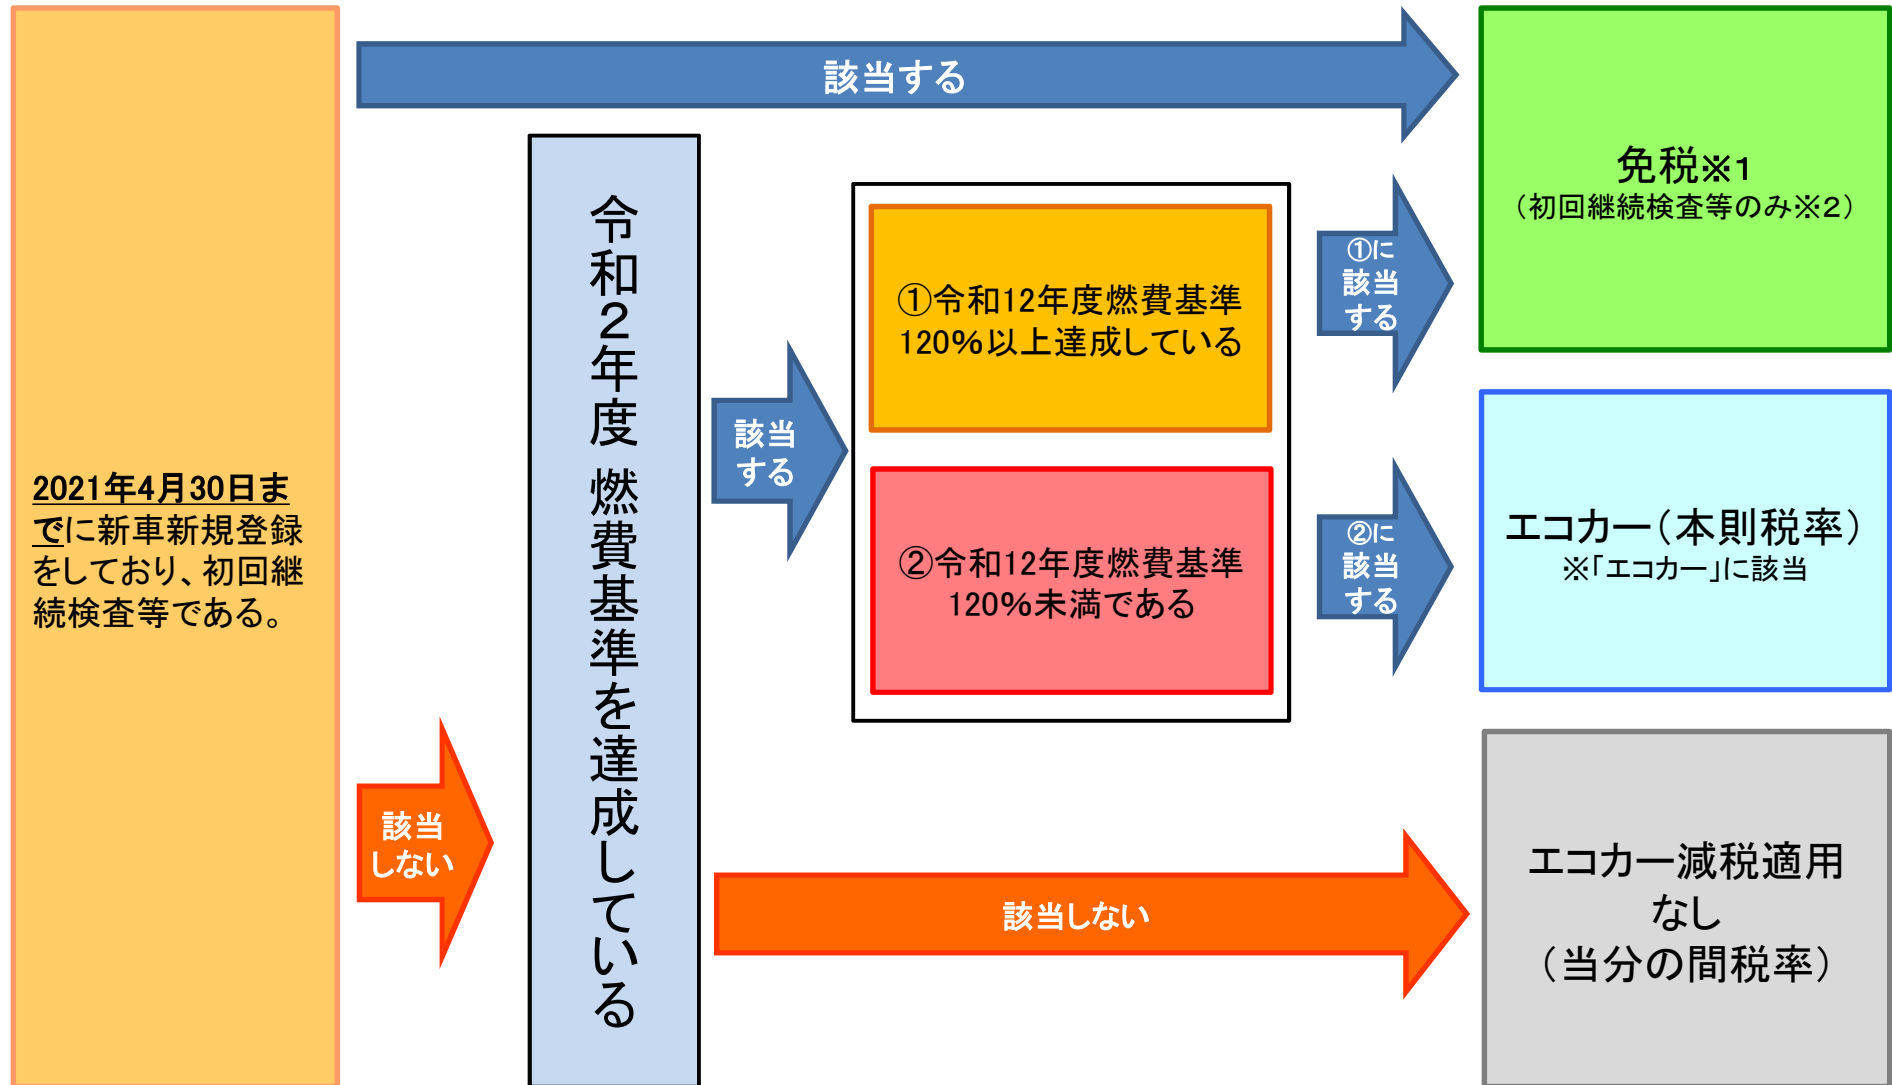 2021年4月30日ま
でに新車新規登録
をしており、初回継
続検査等である。
該当する
該当
しない
令和２年度 燃費基準を達成している
該当
する
該当しない
①令和12年度燃費基準
120%以上達成している
②令和12年度燃費基準
120%未満である
①に
該当
する
②に
該当
する
免税※１
（初回継続検査等のみ※２）
エコカー（本則税率）
※「エコカー」に該当
エコカー減税適用
なし
（当分の間税率）